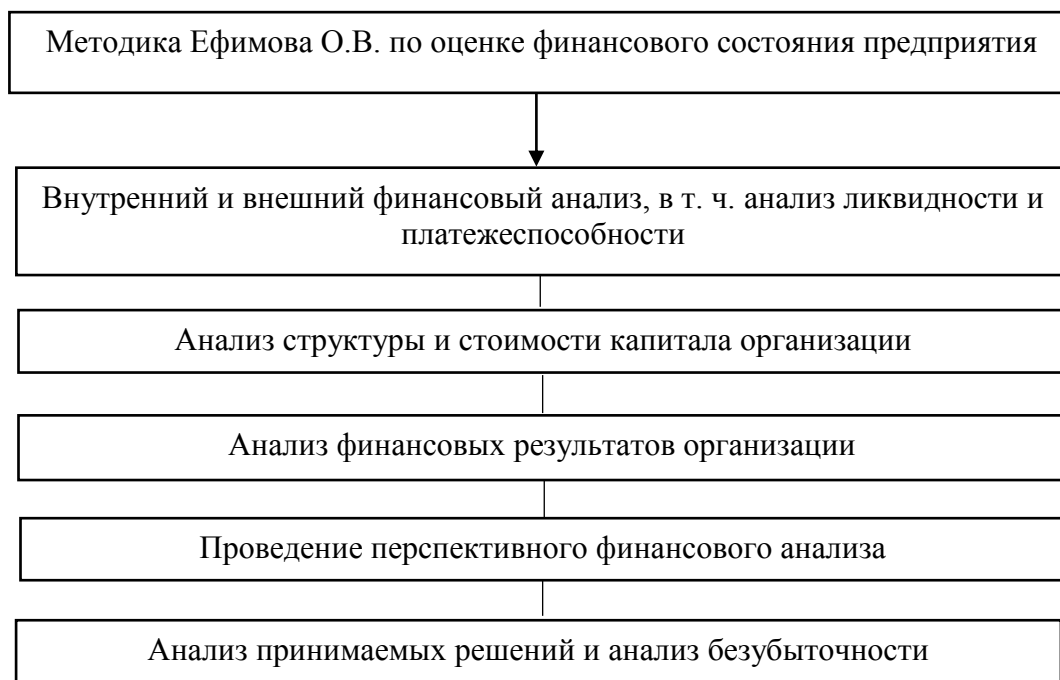 Методика Ефимова О.В. по оценке финансового состояния предприятия
Внутренний и внешний финансовый анализ, в т. ч. анализ ликвидности и
платежеспособности
Анализ структуры и стоимости капитала организации
Анализ финансовых результатов организации
Проведение перспективного финансового анализа
Анализ принимаемых решений и анализ безубыточности